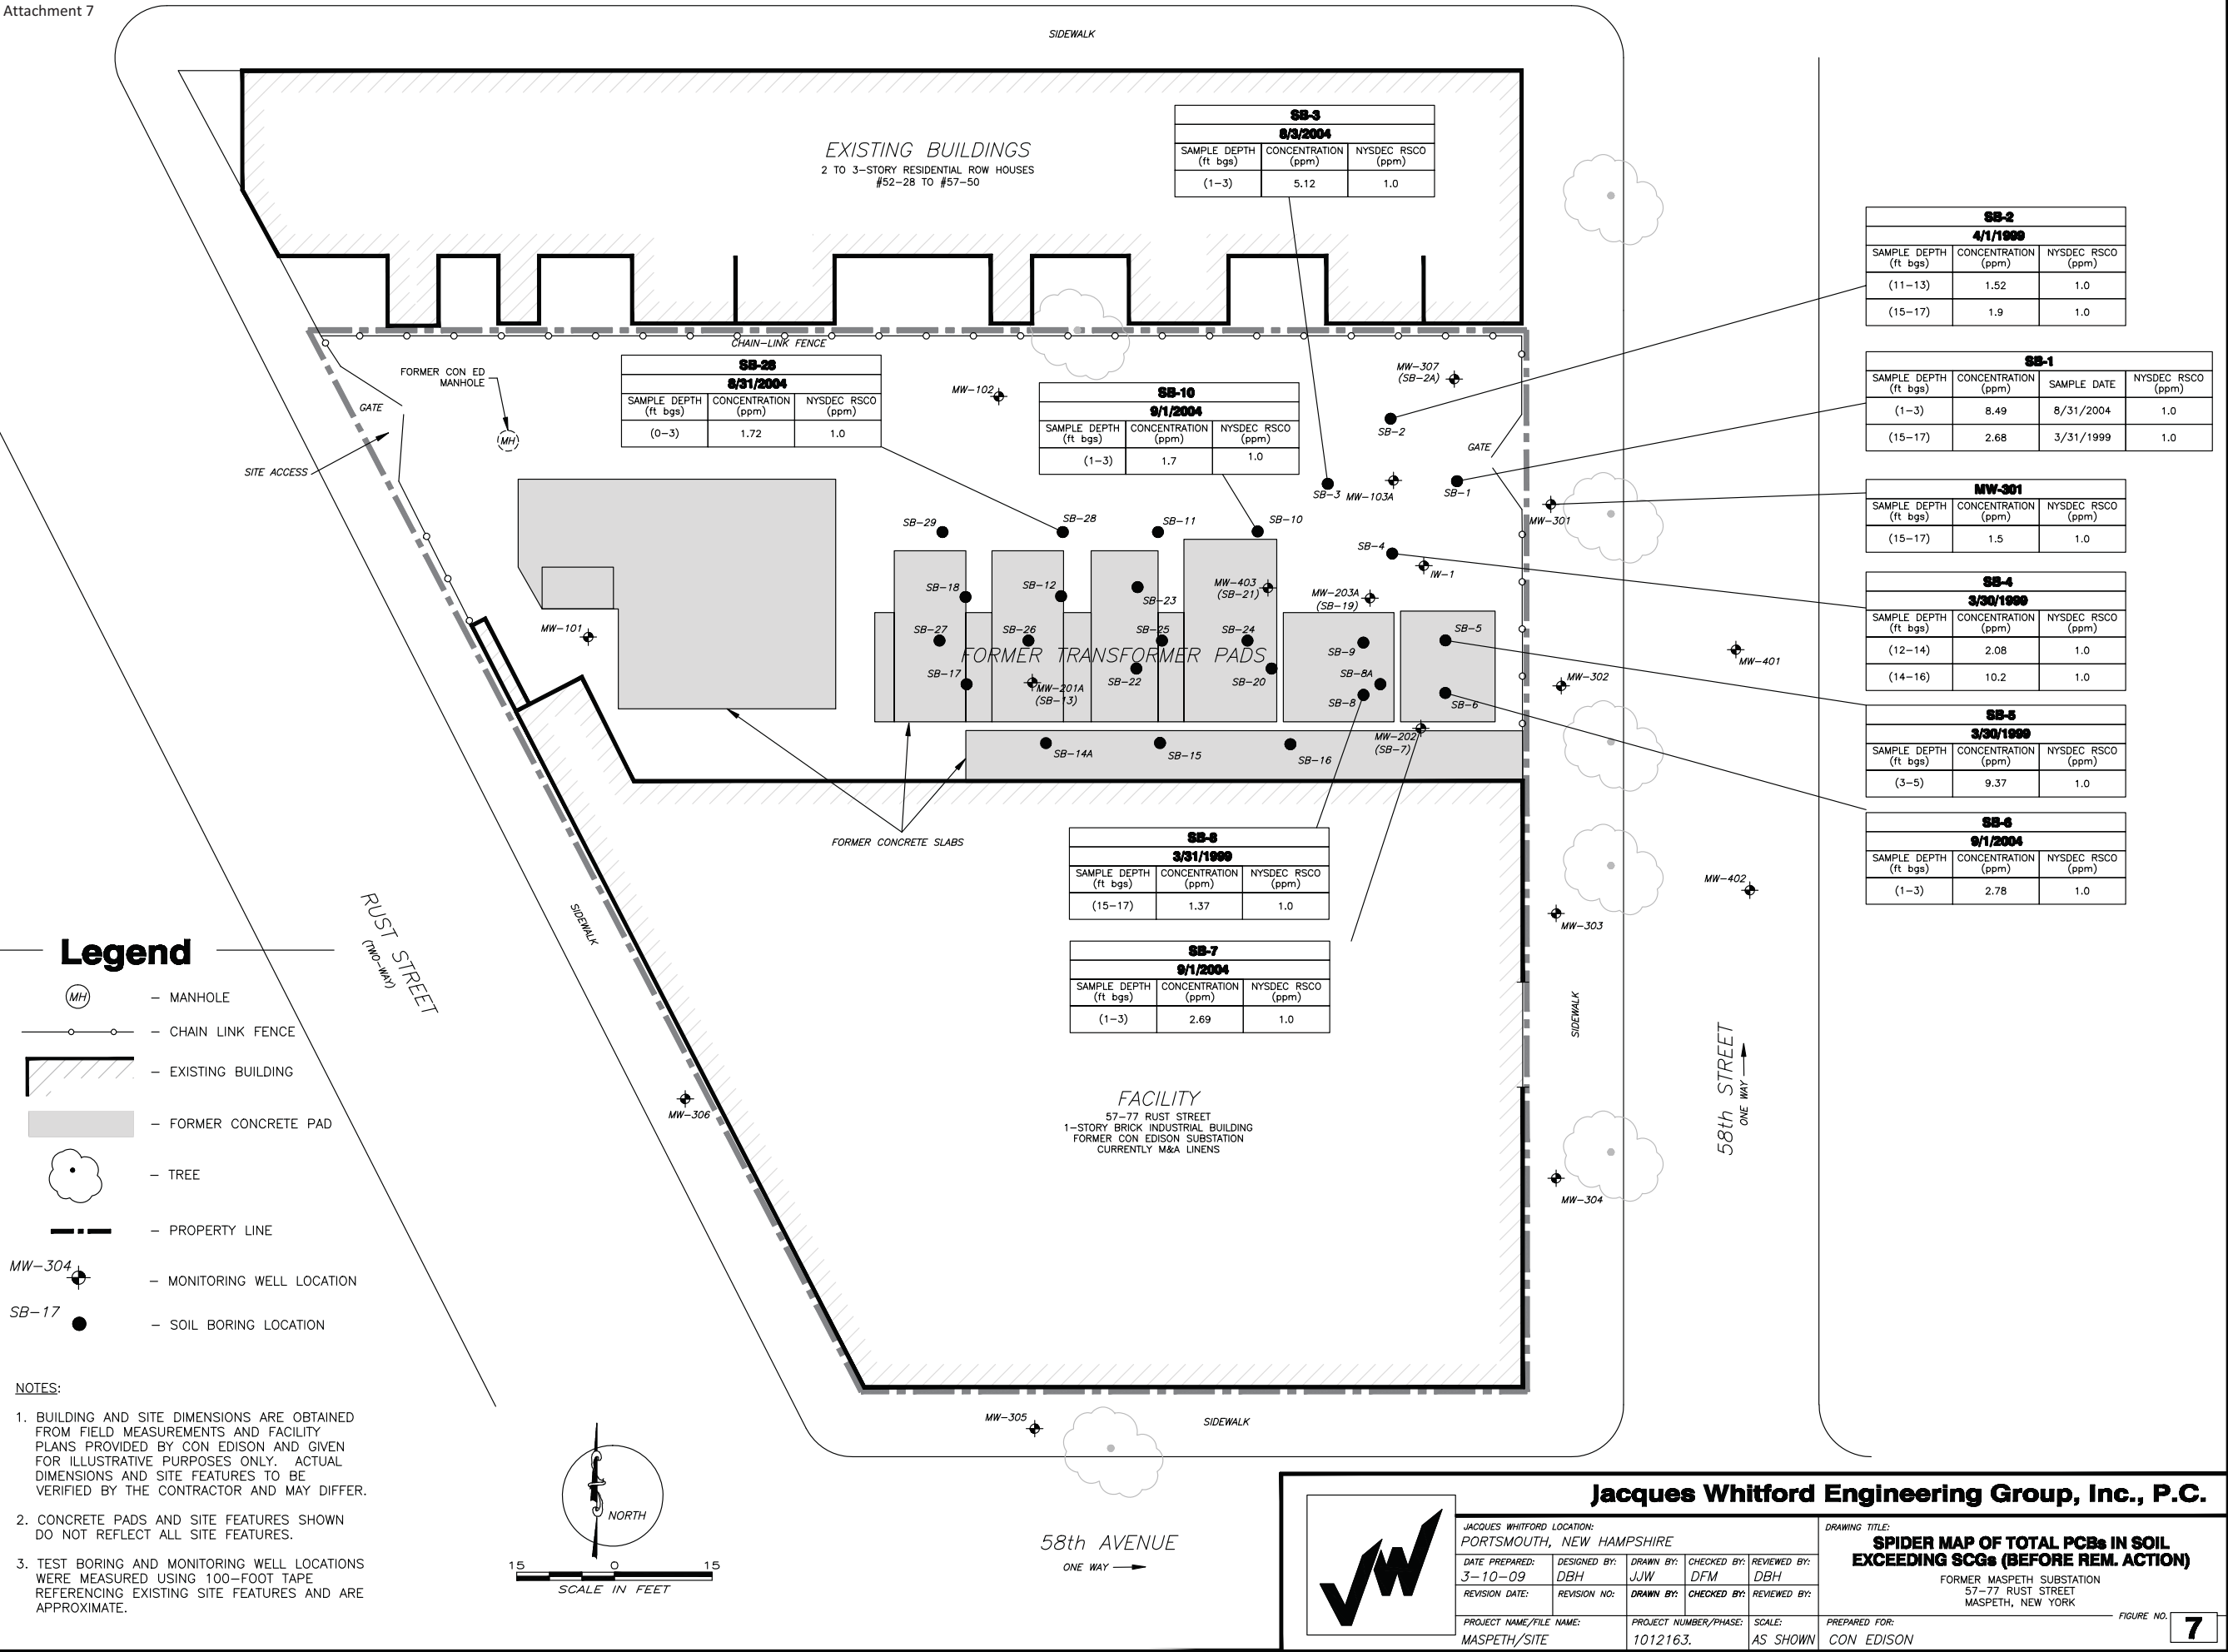 Attachment 7
SIDEWALK
EXISTING BUILDINGS
2 TO 3-STORY RESIDENTIAL ROW HOUSES
#52-28 TO #57-50
SB-3
8/3/2004
SAMPLE DEPTH (ft bgs) CONCENTRATION (ppm) NYSDEC RSCO (ppm)
(1-3) 5.12 1.0
SB-2
4/1/1999
SAMPLE DEPTH (ft bgs) CONCENTRATION (ppm) NYSDEC RSCO (ppm)
(11-13) 1.52 1.0
(15-17) 1.9 1.0
SB-1
SAMPLE DEPTH (ft bgs) CONCENTRATION (ppm) SAMPLE DATE NYSDEC RSCO (ppm)
(1-3) 8.49 8/31/2004 1.0
(15-17) 2.68 3/31/1999 1.0
MW-301
SAMPLE DEPTH (ft bgs) CONCENTRATION (ppm) NYSDEC RSCO (ppm)
(15-17) 1.5 1.0
SB-4
3/30/1999
SAMPLE DEPTH (ft bgs) CONCENTRATION (ppm) NYSDEC RSCO (ppm)
(12-14) 2.08 1.0
(14-16) 10.2 1.0
SB-5
3/30/1999
SAMPLE DEPTH (ft bgs) CONCENTRATION (ppm) NYSDEC RSCO (ppm)
(3-5) 9.37 1.0
SB-6
9/1/2004
SAMPLE DEPTH (ft bgs) CONCENTRATION (ppm) NYSDEC RSCO (ppm)
(1-3) 2.78 1.0
CHAIN-LINK FENCE
SB-28
8/31/2004
SAMPLE DEPTH (ft bgs) CONCENTRATION (ppm) NYSDEC RSCO (ppm)
(0-3) 1.72 1.0
SB-10
9/1/2004
SAMPLE DEPTH (ft bgs) CONCENTRATION (ppm) NYSDEC RSCO (ppm)
(1-3) 1.7 1.0
FORMER CON ED
MANHOLE
MH
GATE
SITE ACCESS
MW-102
MW-307
(SB-2A)
SB-2
GATE
SB-3
MW-103A
SB-1
MW-301
SB-29
SB-28
SB-11
SB-10
SB-4
IW-1
SB-18
SB-12
SB-23
MW-403
(SB-21)
MW-203A
(SB-19)
MW-101
SB-27
SB-26
SB-25
SB-24
SB-9
SB-5
FORMER TRANSFORMER PADS
SB-17
MW-201A
(SB-13)
SB-22
SB-20
SB-8A
SB-8
SB-6
MW-401
MW-302
MW-202
(SB-7)
SB-14A
SB-15
SB-16
FORMER CONCRETE SLABS
SB-8
3/31/1999
SAMPLE DEPTH (ft bgs) CONCENTRATION (ppm) NYSDEC RSCO (ppm)
(15-17) 1.37 1.0
SB-7
9/1/2004
SAMPLE DEPTH (ft bgs) CONCENTRATION (ppm) NYSDEC RSCO (ppm)
(1-3) 2.69 1.0
MW-402
MW-303
SIDEWALK
RUST STREET
(TWO-WAY)
SIDEWALK
58th STREET
ONE WAY
MW-306
FACILITY
57-77 RUST STREET
1-STORY BRICK INDUSTRIAL BUILDING
FORMER CON EDISON SUBSTATION
CURRENTLY M&A LINENS
MW-304
MW-305
SIDEWALK
58th AVENUE
ONE WAY
Legend
MH - MANHOLE
- CHAIN LINK FENCE
- EXISTING BUILDING
- FORMER CONCRETE PAD
- TREE
- PROPERTY LINE
MW-304 - MONITORING WELL LOCATION
SB-17 - SOIL BORING LOCATION
NOTES:
1. BUILDING AND SITE DIMENSIONS ARE OBTAINED
FROM FIELD MEASUREMENTS AND FACILITY
PLANS PROVIDED BY CON EDISON AND GIVEN
FOR ILLUSTRATIVE PURPOSES ONLY. ACTUAL
DIMENSIONS AND SITE FEATURES TO BE
VERIFIED BY THE CONTRACTOR AND MAY DIFFER.
2. CONCRETE PADS AND SITE FEATURES SHOWN
DO NOT REFLECT ALL SITE FEATURES.
3. TEST BORING AND MONITORING WELL LOCATIONS
WERE MEASURED USING 100-FOOT TAPE
REFERENCING EXISTING SITE FEATURES AND ARE
APPROXIMATE.
NORTH
15 0 15
SCALE IN FEET
JW
Jacques Whitford Engineering Group, Inc., P.C.
JACQUES WHITFORD LOCATION:
PORTSMOUTH, NEW HAMPSHIRE
DATE PREPARED: DESIGNED BY: DRAWN BY: CHECKED BY: REVIEWED BY:
3-10-09 DBH JJW DFM DBH
REVISION DATE: REVISION NO: DRAWN BY: CHECKED BY: REVIEWED BY:
PROJECT NAME/FILE NAME: PROJECT NUMBER/PHASE: SCALE:
MASPETH/SITE 1012163. AS SHOWN
DRAWING TITLE:
SPIDER MAP OF TOTAL PCBs IN SOIL
EXCEEDING SCGs (BEFORE REM. ACTION)
FORMER MASPETH SUBSTATION
57-77 RUST STREET
MASPETH, NEW YORK
PREPARED FOR:
CON EDISON
FIGURE NO.
7